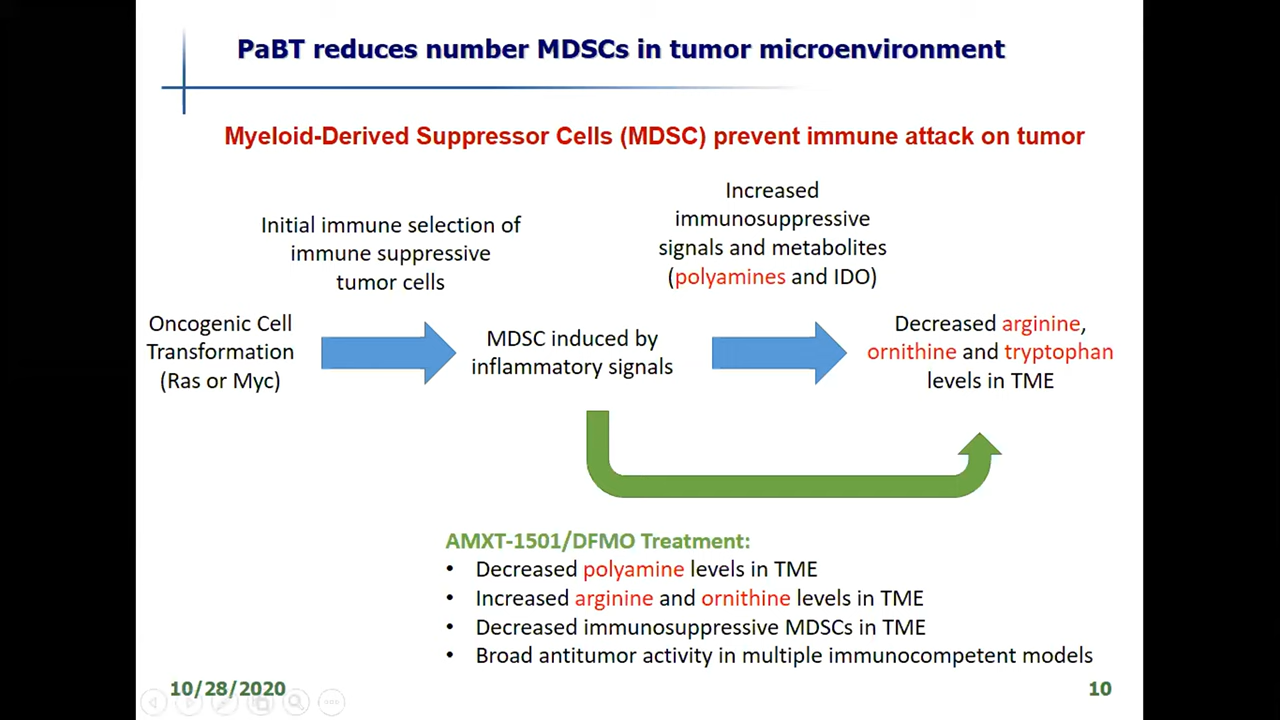 PaBT reduces number MDSCs in tumor microenvironment
Myeloid-Derived Suppressor Cells (MDSC) prevent immune attack on tumor
Initial immune selection of
immune suppressive
tumor cells
Increased
immunosuppressive
signals and metabolites
(polyamines and IDO)
Oncogenic Cell
Transformation
(Ras or Myc)
MDSC induced by
inflammatory signals
Decreased arginine,
ornithine and tryptophan
levels in TME
AMXT-1501/DFMO Treatment:
• Decreased polyamine levels in TME
• Increased arginine and ornithine levels in TME
• Decreased immunosuppressive MDSCs in TME
• Broad antitumor activity in multiple immunocompetent models
10/28/2020
10